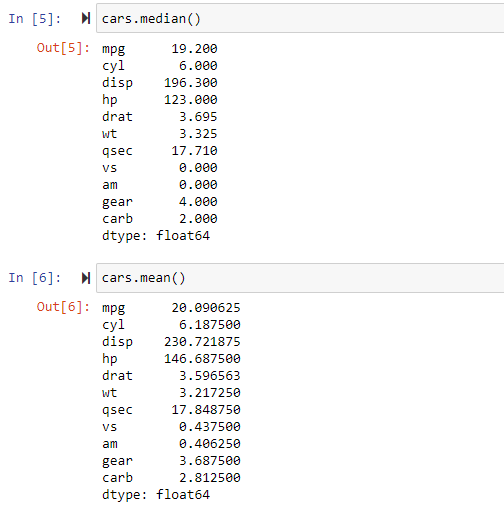 In [5]: cars.median()
Out[5]: mpg 19.200
cyl 6.000
disp 196.300
hp 123.000
drat 3.695
wt 3.325
qsec 17.710
vs 0.000
am 0.000
gear 4.000
carb 2.000
dtype: float64
In [6]: cars.mean()
Out[6]: mpg 20.090625
cyl 6.187500
disp 230.721875
hp 146.687500
drat 3.596563
wt 3.217250
qsec 17.848750
vs 0.437500
am 0.406250
gear 3.687500
carb 2.812500
dtype: float64